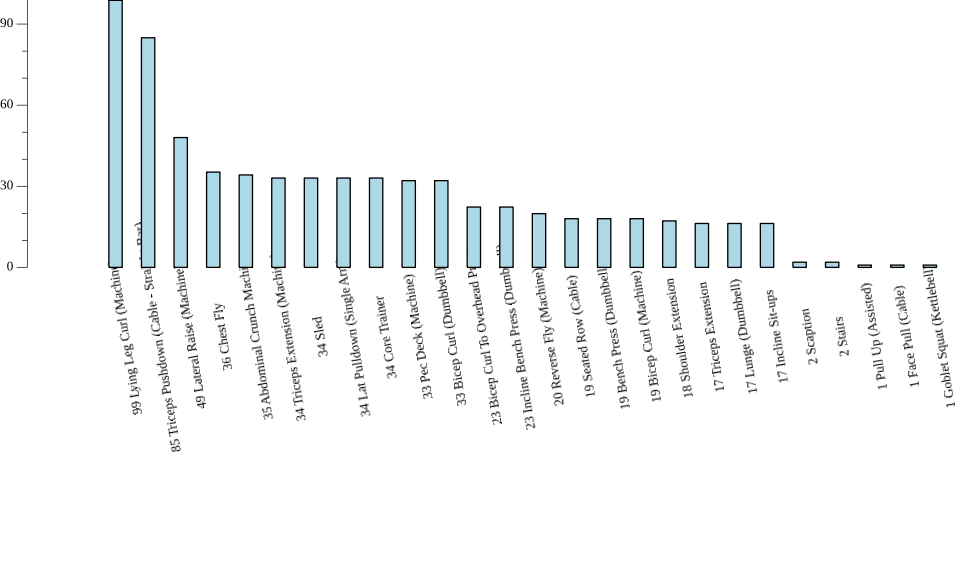 90
60
30
0
99 Lying Leg Curl (Machin
85 Triceps Pushdown (Cable - Stra Bar)
49 Lateral Raise (Machine
36 Chest Fly
35 Abdominal Crunch Machi
34 Triceps Extension (Machin
34 Sled
34 Lat Pulldown (Single Ar
34 Core Trainer
33 Pec Deck (Machine)
33 Bicep Curl (Dumbbell)
23 Bicep Curl To Overhead P
23 Incline Bench Press (Dumb
20 Reverse Fly (Machine)
19 Seated Row (Cable)
19 Bench Press (Dumbbell
19 Bicep Curl (Machine)
18 Shoulder Extension
17 Triceps Extension
17 Lunge (Dumbbell)
17 Incline Sit-ups
2 Scaption
2 Stairs
1 Pull Up (Assisted)
1 Face Pull (Cable)
1 Goblet Squat (Kettlebell)